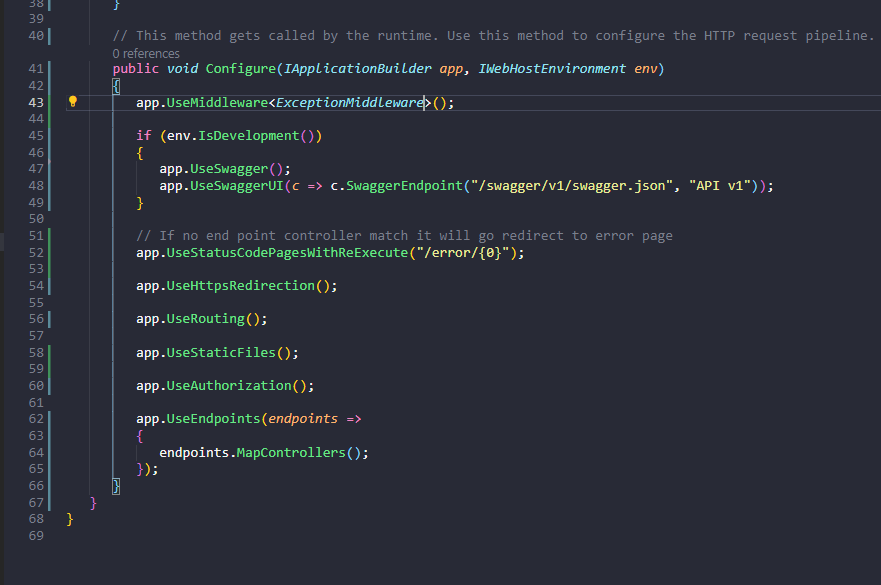 38 }
39
40 // This method gets called by the runtime. Use this method to configure the HTTP request pipeline.
0 references
41 public void Configure(IApplicationBuilder app, IWebHostEnvironment env)
42 {
43 app.UseMiddleware<ExceptionMiddleware>();
44
45 if (env.IsDevelopment())
46 {
47 app.UseSwagger();
48 app.UseSwaggerUI(c => c.SwaggerEndpoint("/swagger/v1/swagger.json", "API v1"));
49 }
50
51 // If no end point controller match it will go redirect to error page
52 app.UseStatusCodePagesWithReExecute("/error/{0}");
53
54 app.UseHttpsRedirection();
55
56 app.UseRouting();
57
58 app.UseStaticFiles();
59
60 app.UseAuthorization();
61
62 app.UseEndpoints(endpoints =>
63 {
64 endpoints.MapControllers();
65 });
66 }
67 }
68 }
69